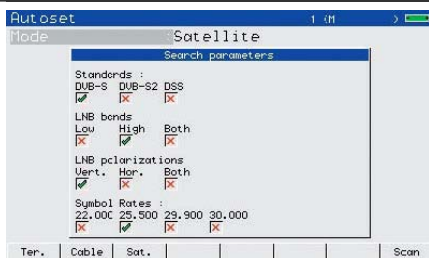 Autoset 1 (M )
Mode :Satellite
Search parameters
Standards :
DVB-S DVB-S2 DSS
LNB bands
Low High Both
LNB polarizations
Vert. Hor. Both
Symbol Rates :
22.000 25.500 29.900 30.000
Ter. Cable Sat. Scan